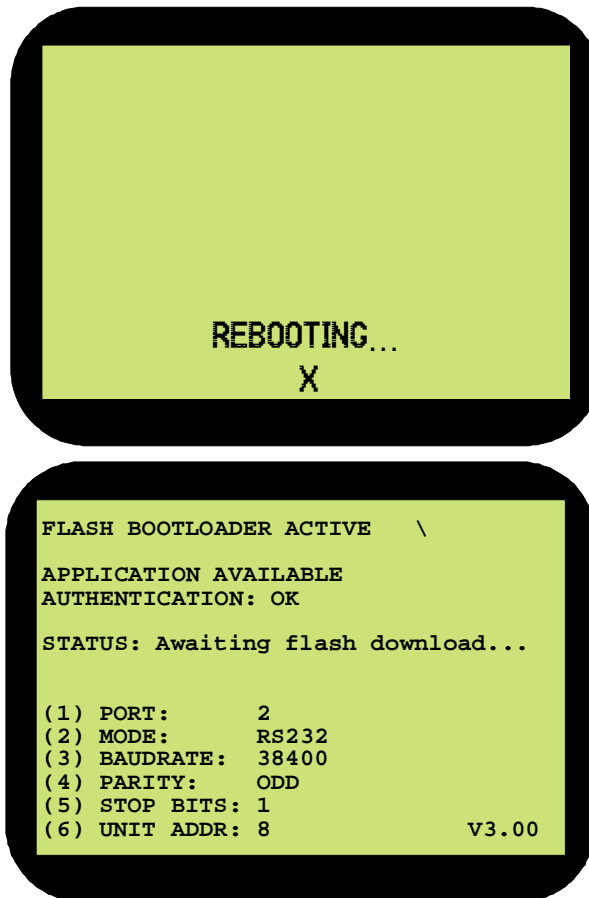 REBOOTING...
X
FLASH BOOTLOADER ACTIVE \
APPLICATION AVAILABLE
AUTHENTICATION: OK
STATUS: Awaiting flash download...
(1) PORT: 2
(2) MODE: RS232
(3) BAUDRATE: 38400
(4) PARITY: ODD
(5) STOP BITS: 1
(6) UNIT ADDR: 8 V3.00